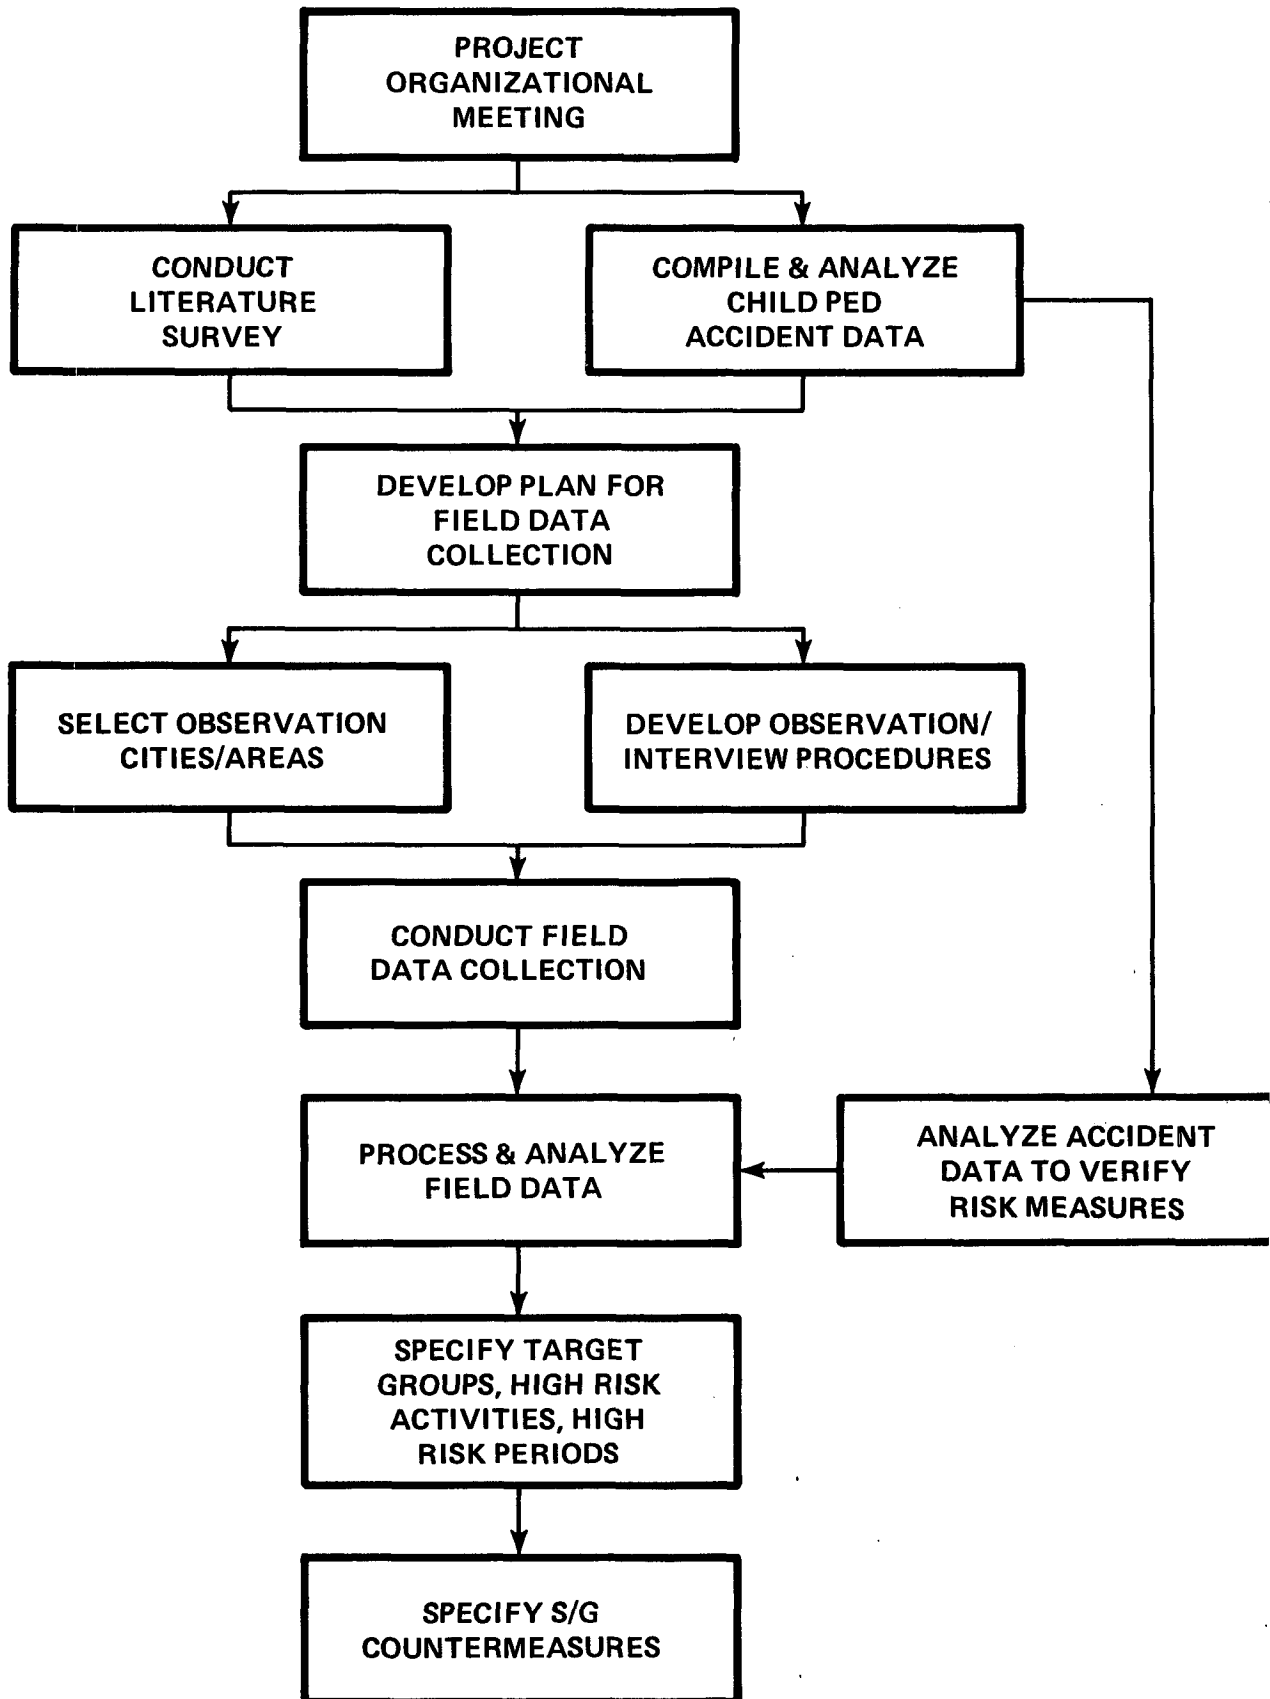 PROJECT
ORGANIZATIONAL
MEETING
CONDUCT
LITERATURE
SURVEY
COMPILE & ANALYZE
CHILD PED
ACCIDENT DATA
DEVELOP PLAN FOR
FIELD DATA
COLLECTION
SELECT OBSERVATION
CITIES/AREAS
DEVELOP OBSERVATION/
INTERVIEW PROCEDURES
CONDUCT FIELD
DATA COLLECTION
PROCESS & ANALYZE
FIELD DATA
ANALYZE ACCIDENT
DATA TO VERIFY
RISK MEASURES
SPECIFY TARGET
GROUPS, HIGH RISK
ACTIVITIES, HIGH
RISK PERIODS
SPECIFY S/G
COUNTERMEASURES